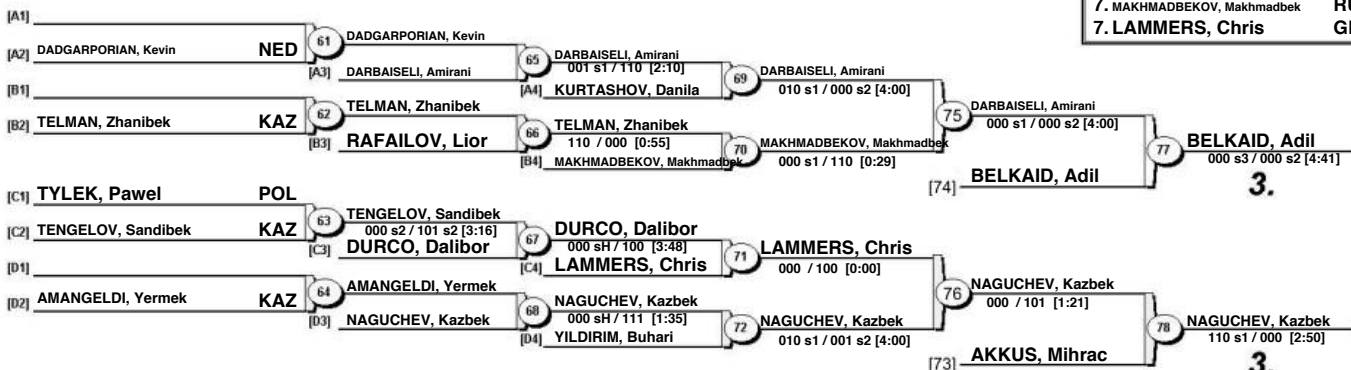 7. MAKHMADBEKOV, Makhmadbek
7. LAMMERS, Chris
[A1]
[A2] DADGARPORIAN, Kevin NED
61 DADGARPORIAN, Kevin
[A3] DARBAISELI, Amirani
65 DARBAISELI, Amirani
001 s1 / 110 [2:10]
[A4] KURTASHOV, Danila
69 DARBAISELI, Amirani
010 s1 / 000 s2 [4:00]
[B1]
[B2] TELMAN, Zhanibek KAZ
62 TELMAN, Zhanibek
[B3] RAFAILOV, Lior
66 TELMAN, Zhanibek
110 / 000 [0:55]
[B4] MAKHMADBEKOV, Makhmadbek
70 MAKHMADBEKOV, Makhmadbek
000 s1 / 110 [0:29]
75 DARBAISELI, Amirani
000 s1 / 000 s2 [4:00]
[74] BELKAID, Adil
77 BELKAID, Adil
000 s3 / 000 s2 [4:41]
3.
[C1] TYLEK, Pawel POL
[C2] TENGELOV, Sandibek KAZ
63 TENGELOV, Sandibek
000 s2 / 101 s2 [3:16]
[C3] DURCO, Dalibor
67 DURCO, Dalibor
000 sH / 100 [3:48]
[C4] LAMMERS, Chris
71 LAMMERS, Chris
000 / 100 [0:00]
[D1]
[D2] AMANGELDI, Yermek KAZ
64 AMANGELDI, Yermek
[D3] NAGUCHEV, Kazbek
68 NAGUCHEV, Kazbek
000 sH / 111 [1:35]
[D4] YILDIRIM, Buhari
72 NAGUCHEV, Kazbek
010 s1 / 001 s2 [4:00]
76 NAGUCHEV, Kazbek
000 / 101 [1:21]
[73] AKKUS, Mihrac
78 NAGUCHEV, Kazbek
110 s1 / 000 [2:50]
3.